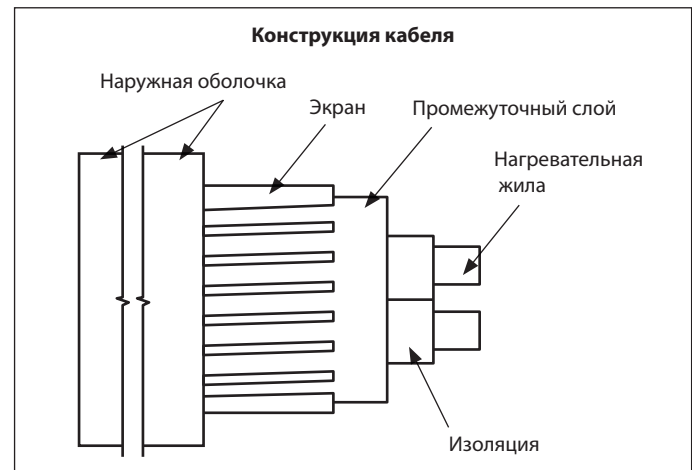 Конструкция кабеля
Наружная оболочка
Экран
Промежуточный слой
Нагревательная
жила
Изоляция